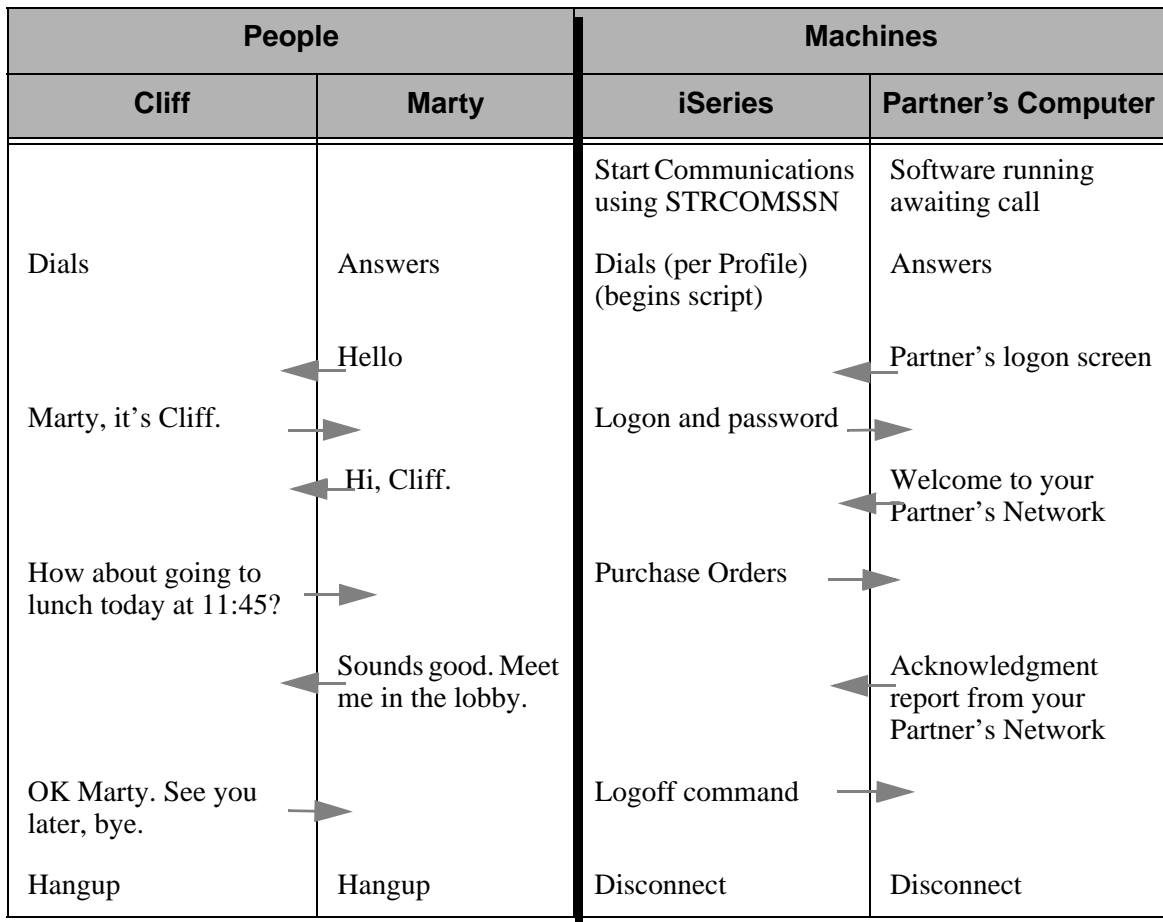 People
Machines
Cliff
Marty
iSeries
Partner's Computer
Start Communications
using STRCOMSSN
Software running
awaiting call
Dials
Answers
Dials (per Profile)
(begins script)
Answers
Hello
Partner's logon screen
Marty, it's Cliff.
Logon and password
Hi, Cliff.
Welcome to your
Partner's Network
How about going to
lunch today at 11:45?
Purchase Orders
Sounds good. Meet
me in the lobby.
Acknowledgment
report from your
Partner's Network
OK Marty. See you
later, bye.
Logoff command
Hangup
Hangup
Disconnect
Disconnect